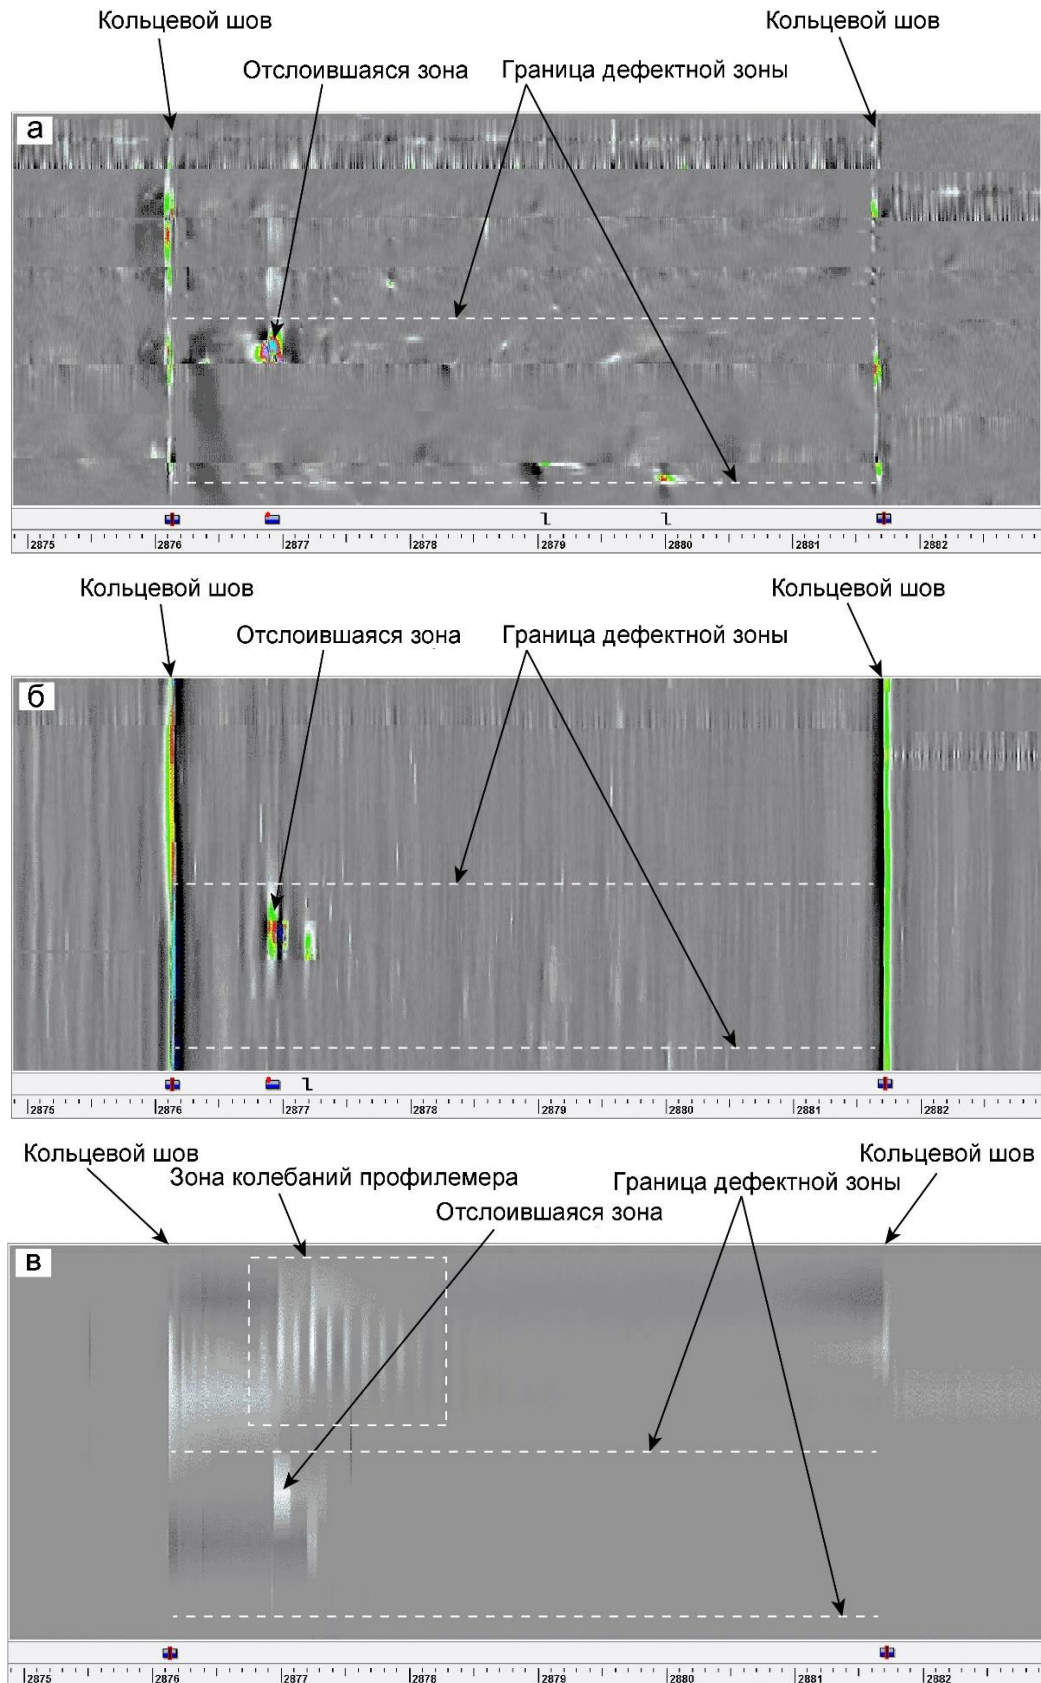 Кольцевой шов
Кольцевой шов
Отслоившаяся зона
Граница дефектной зоны
а
2875 2876 2877 2878 2879 2880 2881 2882
Кольцевой шов
Кольцевой шов
Отслоившаяся зона
Граница дефектной зоны
б
2875 2876 2877 2878 2879 2880 2881 2882
Кольцевой шов
Кольцевой шов
Зона колебаний профилемера
Граница дефектной зоны
Отслоившаяся зона
в
2875 2876 2877 2878 2879 2880 2881 2882